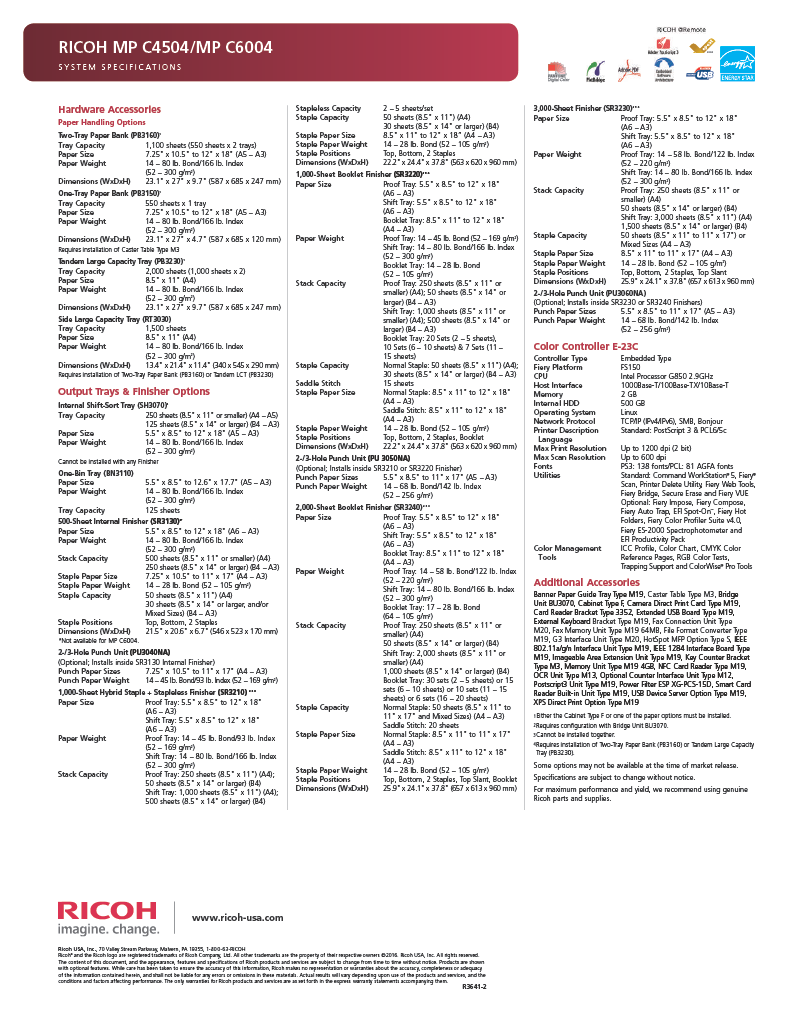 RICOH MP C4504/MP C6004
SYSTEM SPECIFICATIONS
RICOH @Remote
Hardware Accessories
Paper Handling Options
Two-Tray Paper Bank (PB3160)¹
Tray Capacity 1,100 sheets (550 sheets x 2 trays)
Paper Size 7.25" x 10.5" to 12" x 18" (A5 – A3)
Paper Weight 14 – 80 lb. Bond/166 lb. Index
(52 – 300 g/m²)
Dimensions (WxDxH) 23.1" x 27" x 9.7" (587 x 685 x 247 mm)
One-Tray Paper Bank (PB3150)¹
Tray Capacity 550 sheets x 1 tray
Paper Size 7.25" x 10.5" to 12" x 18" (A5 – A3)
Paper Weight 14 – 80 lb. Bond/166 lb. Index
(52 – 300 g/m²)
Dimensions (WxDxH) 23.1" x 27" x 4.7" (587 x 685 x 120 mm)
Requires installation of Caster Table Type M3
Tandem Large Capacity Tray (PB3230)¹
Tray Capacity 2,000 sheets (1,000 sheets x 2)
Paper Size 8.5" x 11" (A4)
Paper Weight 14 – 80 lb. Bond/166 lb. Index
(52 – 300 g/m²)
Dimensions (WxDxH) 23.1" x 27" x 9.7" (587 x 685 x 247 mm)
Side Large Capacity Tray (RT3030)
Tray Capacity 1,500 sheets
Paper Size 8.5" x 11" (A4)
Paper Weight 14 – 80 lb. Bond/166 lb. Index
(52 – 300 g/m²)
Dimensions (WxDxH) 13.4" x 21.4" x 11.4" (340 x 545 x 290 mm)
Requires installation of Two-Tray Paper Bank (PB3160) or Tandem LCT (PB3230)
Output Trays & Finisher Options
Internal Shift-Sort Tray (SH3070)
Tray Capacity 250 sheets (8.5" x 11" or smaller) (A4 – A5)
125 sheets (8.5" x 14" or larger) (B4 – A3)
Paper Size 5.5" x 8.5" to 12" x 18" (A5 – A3)
Paper Weight 14 – 80 lb. Bond/166 lb. Index
(52 – 300 g/m²)
Cannot be installed with any Finisher
One-Bin Tray (BN3110)
Paper Size 5.5" x 8.5" to 12.6" x 17.7" (A5 – A3)
Paper Weight 14 – 80 lb. Bond/166 lb. Index
(52 – 300 g/m²)
Tray Capacity 125 sheets
500-Sheet Internal Finisher (SR3130)*
Paper Size 5.5" x 8.5" to 12" x 18" (A6 – A3)
Paper Weight 14 – 80 lb. Bond/166 lb. Index
(52 – 300 g/m²)
Stack Capacity 500 sheets (8.5" x 11" or smaller) (A4)
250 sheets (8.5" x 14" or larger) (B4 – A3)
Staple Paper Size 7.25" x 10.5" to 11" x 17" (A4 – A3)
Staple Paper Weight 14 – 28 lb. Bond (52 – 105 g/m²)
Staple Capacity 50 sheets (8.5" x 11") (A4)
30 sheets (8.5" x 14" or larger, and/or
Mixed Sizes) (B4 – A3)
Staple Positions Top, Bottom, 2 Staples
Dimensions (WxDxH) 21.5" x 20.6" x 6.7" (546 x 523 x 170 mm)
*Not available for MP C6004.
2-/3-Hole Punch Unit (PU3040NA)
(Optional; Installs inside SR3130 Internal Finisher)
Punch Paper Sizes 7.25" x 10.5" to 11" x 17" (A4 – A3)
Punch Paper Weight 14 – 45 lb. Bond/93 lb. Index (52 – 169 g/m²)
1,000-Sheet Hybrid Staple + Stapleless Finisher (SR3210)
Paper Size Proof Tray: 5.5" x 8.5" to 12" x 18"
(A6 – A3)
Shift Tray: 5.5" x 8.5" to 12" x 18"
(A6 – A3)
Paper Weight Proof Tray: 14 – 45 lb. Bond/93 lb. Index
(52 – 169 g/m²)
Shift Tray: 14 – 80 lb. Bond/166 lb. Index
(52 – 300 g/m²)
Stack Capacity Proof Tray: 250 sheets (8.5" x 11") (A4);
50 sheets (8.5" x 14" or larger) (B4)
Shift Tray: 1,000 sheets (8.5" x 11") (A4);
500 sheets (8.5" x 14" or larger) (B4)
Stapleless Capacity 2 – 5 sheets/set
Staple Capacity 50 sheets (8.5" x 11") (A4)
30 sheets (8.5" x 14" or larger) (B4)
Staple Paper Size 8.5" x 11" to 12" x 18" (A4 – A3)
Staple Paper Weight 14 – 28 lb. Bond (52 – 105 g/m²)
Staple Positions Top, Bottom, 2 Staples
Dimensions (WxDxH) 22.2" x 24.4" x 37.8" (563 x 620 x 960 mm)
1,000-Sheet Booklet Finisher (SR3220)
Paper Size Proof Tray: 5.5" x 8.5" to 12" x 18"
(A6 – A3)
Shift Tray: 5.5" x 8.5" to 12" x 18"
(A6 – A3)
Booklet Tray: 8.5" x 11" to 12" x 18"
(A4 – A3)
Paper Weight Proof Tray: 14 – 45 lb. Bond (52 – 169 g/m²)
Shift Tray: 14 – 80 lb. Bond/166 lb. Index
(52 – 300 g/m²)
Booklet Tray: 14 – 28 lb. Bond
(52 – 105 g/m²)
Stack Capacity Proof Tray: 250 sheets (8.5" x 11" or
smaller) (A4); 50 sheets (8.5" x 14" or
larger) (B4 – A3)
Shift Tray: 1,000 sheets (8.5" x 11" or
smaller) (A4); 500 sheets (8.5" x 14" or
larger) (B4 – A3)
Booklet Tray: 20 Sets (2 – 5 sheets),
10 Sets (6 – 10 sheets) & 7 Sets (11 –
15 sheets)
Staple Capacity Normal Staple: 50 sheets (8.5" x 11") (A4);
30 sheets (8.5" x 14" or larger) (B4 – A3)
Saddle Stitch 15 sheets
Staple Paper Size Normal Staple: 8.5" x 11" to 12" x 18"
(A4 – A3)
Saddle Stitch: 8.5" x 11" to 12" x 18"
(A4 – A3)
Staple Paper Weight 14 – 28 lb. Bond (52 – 105 g/m²)
Staple Positions Top, Bottom, 2 Staples, Booklet
Dimensions (WxDxH) 22.2" x 24.4" x 37.8" (563 x 620 x 960 mm)
2-/3-Hole Punch Unit (PU 3050NA)
(Optional; Installs inside SR3210 or SR3220 Finisher)
Punch Paper Sizes 5.5" x 8.5" to 11" x 17" (A5 – A3)
Punch Paper Weight 14 – 68 lb. Bond/142 lb. Index
(52 – 256 g/m²)
2,000-Sheet Booklet Finisher (SR3240)
Paper Size Proof Tray: 5.5" x 8.5" to 12" x 18"
(A6 – A3)
Shift Tray: 5.5" x 8.5" to 12" x 18"
(A6 – A3)
Booklet Tray: 8.5" x 11" to 12" x 18"
(A4 – A3)
Paper Weight Proof Tray: 14 – 58 lb. Bond/122 lb. Index
(52 – 220 g/m²)
Shift Tray: 14 – 80 lb. Bond/166 lb. Index
(52 – 300 g/m²)
Booklet Tray: 17 – 28 lb. Bond
(64 – 105 g/m²)
Stack Capacity Proof Tray: 250 sheets (8.5" x 11" or
smaller) (A4)
50 sheets (8.5" x 14" or larger) (B4)
Shift Tray: 2,000 sheets (8.5" x 11" or
smaller) (A4)
1,000 sheets (8.5" x 14" or larger) (B4)
Booklet Tray: 30 sets (2 – 5 sheets) or 15
sets (6 – 10 sheets) or 10 sets (11 – 15
sheets) or 6 sets (16 – 20 sheets)
Staple Capacity Normal Staple: 50 sheets (8.5" x 11" to
11" x 17" and Mixed Sizes) (A4 – A3)
Saddle Staple: 20 sheets
Staple Paper Size Normal Staple: 8.5" x 11" to 11" x 17"
(A4 – A3)
Saddle Stitch: 8.5" x 11" to 12" x 18"
(A4 – A3)
Staple Paper Weight 14 – 28 lb. Bond (52 – 105 g/m²)
Staple Positions Top, Bottom, 2 Staples, Top Slant, Booklet
Dimensions (WxDxH) 25.9" x 24.1" x 37.8" (657 x 613 x 960 mm)
3,000-Sheet Finisher (SR3230)
Paper Size Proof Tray: 5.5" x 8.5" to 12" x 18"
(A6 – A3)
Shift Tray: 5.5" x 8.5" to 12" x 18"
(A6 – A3)
Paper Weight Proof Tray: 14 – 58 lb. Bond/122 lb. Index
(52 – 220 g/m²)
Shift Tray: 14 – 80 lb. Bond/166 lb. Index
(52 – 300 g/m²)
Stack Capacity Proof Tray: 250 sheets (8.5" x 11" or
smaller) (A4)
50 sheets (8.5" x 14" or larger) (B4)
Shift Tray: 3,000 sheets (8.5" x 11") (A4)
1,500 sheets (8.5" x 14" or larger) (B4)
Staple Capacity 50 sheets (8.5" x 11" to 11" x 17") or
Mixed Sizes (A4 – A3)
Staple Paper Size 8.5" x 11" to 11" x 17" (A4 – A3)
Staple Paper Weight 14 – 28 lb. Bond (52 – 105 g/m²)
Staple Positions Top, Bottom, 2 Staples, Top Slant
Dimensions (WxDxH) 25.9" x 24.1" x 37.8" (657 x 613 x 960 mm)
2-/3-Hole Punch Unit (PU3060NA)
(Optional; Installs inside SR3230 or SR3240 Finishers)
Punch Paper Sizes 5.5" x 8.5" to 11" x 17" (A5 – A3)
Punch Paper Weight 14 – 68 lb. Bond/142 lb. Index
(52 – 256 g/m²)
Color Controller E-23C
Controller Type Embedded Type
Fiery Platform FS150
CPU Intel Processor G850 2.9GHz
Host Interface 1000Base-T/100Base-TX/10Base-T
Memory 2 GB
Internal HDD 500 GB
Operating System Linux
Network Protocol TCP/IP (IPv4/IPv6), SMB, Bonjour
Printer Description Standard: PostScript 3 & PCL6/5c
Language
Max Print Resolution Up to 1200 dpi (2 bit)
Max Scan Resolution Up to 600 dpi
Fonts PS3: 138 fonts/PCL: 81 AGFA fonts
Utilities Standard: Command WorkStation® 5, Fiery®
Scan, Printer Delete Utility, Fiery Web Tools,
Fiery Bridge, Secure Erase and Fiery VUE
Optional: Fiery Impose, Fiery Compose,
Fiery Auto Trap, EFI Spot-On™, Fiery Hot
Folders, Fiery Color Profiler Suite v4.0,
Fiery ES-2000 Spectrophotometer and
EFI Productivity Pack
Color Management ICC Profile, Color Chart, CMYK Color
Tools Reference Pages, RGB Color Tests,
Trapping Support and ColorWise® Pro Tools
Additional Accessories
Banner Paper Guide Tray Type M19, Caster Table Type M3, Bridge
Unit BU3070, Cabinet Type F, Camera Direct Print Card Type M19,
Card Reader Bracket Type 3352, Extended USB Board Type M19,
External Keyboard Bracket Type M19, Fax Connection Unit Type
M20, Fax Memory Unit Type M19 64MB, File Format Converter Type
M19, G3 Interface Unit Type M20, HotSpot MFP Option Type S, IEEE
802.11a/g/n Interface Unit Type M19, IEEE 1284 Interface Board Type
M19, Imageable Area Extension Unit Type M19, Key Counter Bracket
Type M3, Memory Unit Type M19 4GB, NFC Card Reader Type M19,
OCR Unit Type M13, Optional Counter Interface Unit Type M12,
Postscript3 Unit Type M19, Power Filter ESP XG-PCS-15D, Smart Card
Reader Built-in Unit Type M19, USB Device Server Option Type M19,
XPS Direct Print Option Type M19
¹Either the Cabinet Type F or one of the paper options must be installed.
²Requires configuration with Bridge Unit BU3070.
³Cannot be installed together.
⁴Requires installation of Two-Tray Paper Bank (PB3160) or Tandem Large Capacity
Tray (PB3230).
Some options may not be available at the time of market release.
Specifications are subject to change without notice.
For maximum performance and yield, we recommend using genuine
Ricoh parts and supplies.
RICOH
imagine. change.
www.ricoh-usa.com
Ricoh USA, Inc., 70 Valley Stream Parkway, Malvern, PA 19355, 1-800-63-RICOH
Ricoh® and the Ricoh logo are registered trademarks of Ricoh Company, Ltd. All other trademarks are the property of their respective owners ©2016. Ricoh USA, Inc. All rights reserved.
The content of this document, and the appearance, features and specifications of Ricoh products and services are subject to change from time to time without notice. Products are shown
with optional features. While care has been taken to ensure the accuracy of this information, Ricoh makes no representation or warranties about the accuracy, completeness or adequacy
of the information contained herein, and shall not be liable for any errors or omissions in these materials. Actual results will vary depending upon use of the products and services, and the
conditions and factors affecting performance. The only warranties for Ricoh products and services are as set forth in the express warranty statements accompanying them.
R3641-2